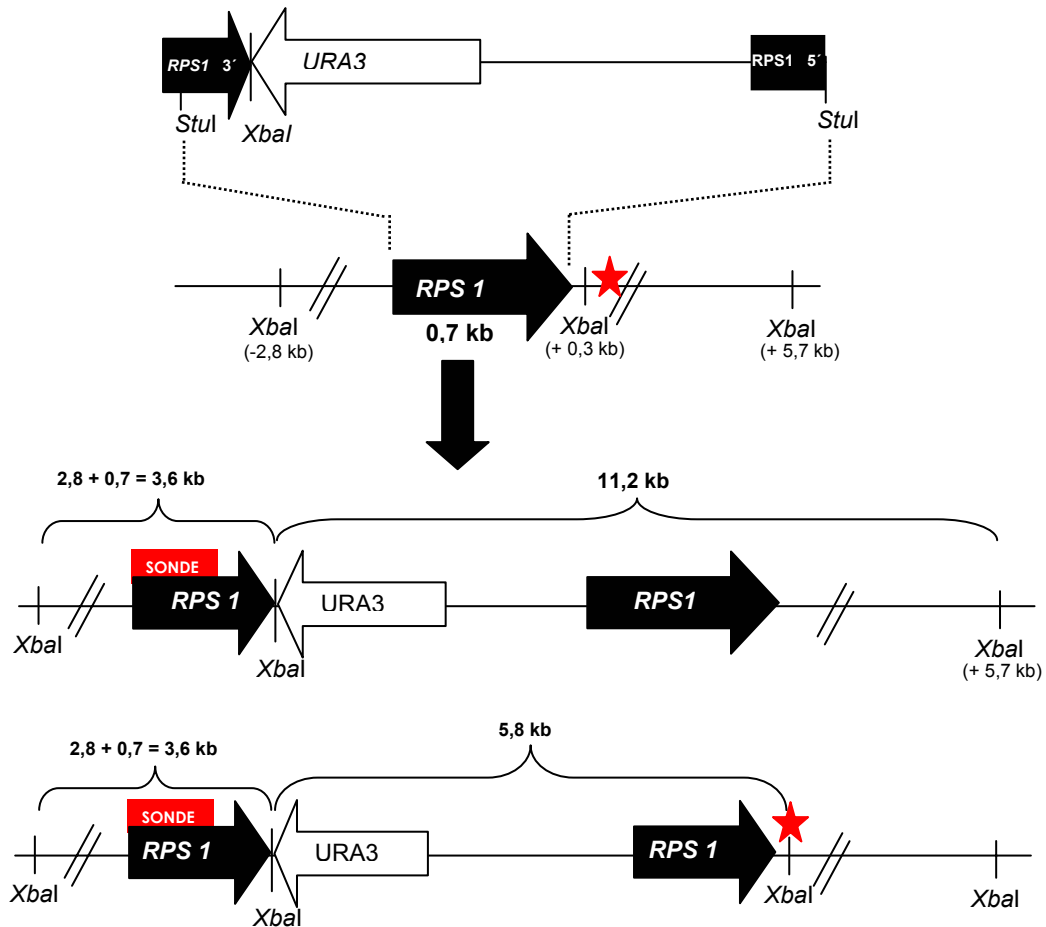 RPS1 3´
URA3
RPS1 5´
StuI
XbaI
StuI
RPS 1
0,7 kb
XbaI
(-2,8 kb)
XbaI
(+ 0,3 kb)
XbaI
(+ 5,7 kb)
2,8 + 0,7 = 3,6 kb
11,2 kb
SONDE
RPS 1
URA3
RPS1
XbaI
XbaI
XbaI
(+ 5,7 kb)
2,8 + 0,7 = 3,6 kb
5,8 kb
SONDE
RPS 1
URA3
RPS 1
XbaI
XbaI
XbaI
XbaI